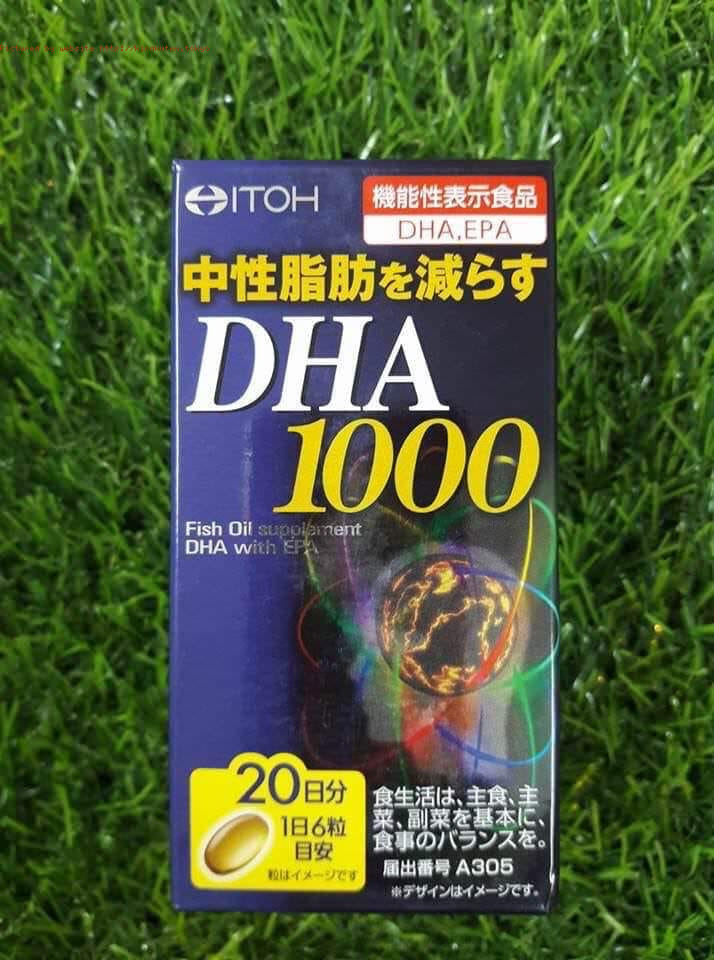 ITOH
機能性表示食品
DHA,EPA
中性脂肪を減らす
DHA
1000
Fish Oil supplement
DHA with EPA
20日分
1日6粒
目安
粒はイメージです
食生活は、主食、主
菜、副菜を基本に、
食事のバランスを。
届出番号 A305
※デザインはイメージです。